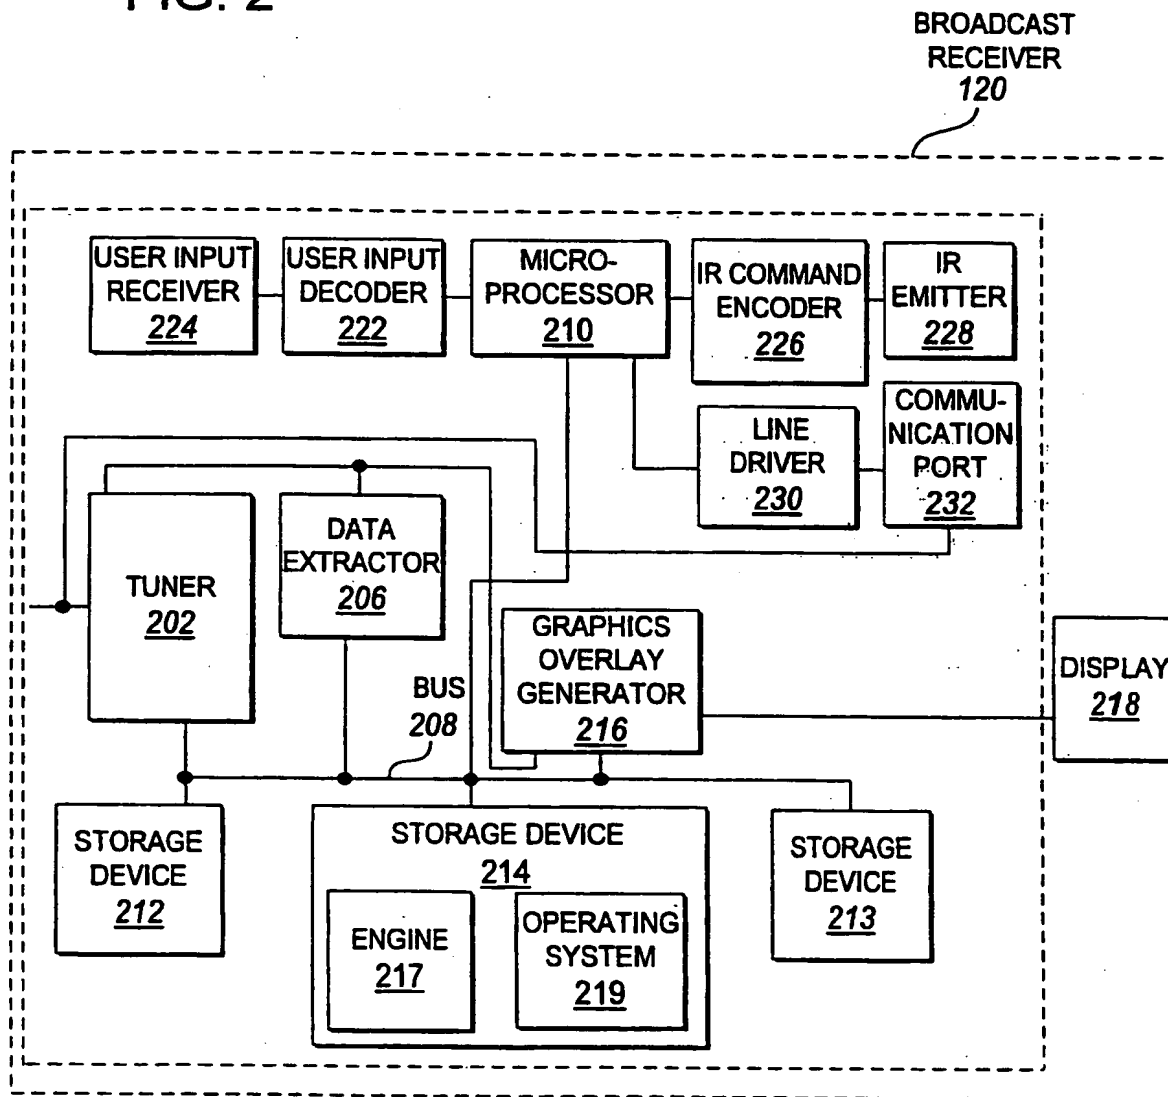 FIG. 2
BROADCAST
RECEIVER
120
USER INPUT
RECEIVER
224
USER INPUT
DECODER
222
MICRO-
PROCESSOR
210
IR COMMAND
ENCODER
226
IR
EMITTER
228
LINE
DRIVER
230
COMMU-
NICATION
PORT
232
TUNER
202
DATA
EXTRACTOR
206
GRAPHICS
OVERLAY
GENERATOR
216
BUS
208
DISPLAY
218
STORAGE
DEVICE
212
STORAGE DEVICE
214
ENGINE
217
OPERATING
SYSTEM
219
STORAGE
DEVICE
213